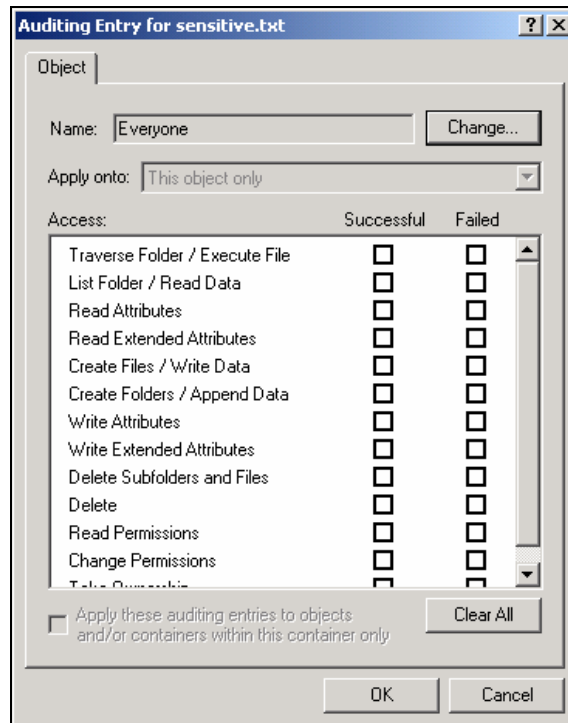 Auditing Entry for sensitive.txt
Object
Name: Everyone Change...
Apply onto: This object only
Access: Successful Failed
Traverse Folder / Execute File
List Folder / Read Data
Read Attributes
Read Extended Attributes
Create Files / Write Data
Create Folders / Append Data
Write Attributes
Write Extended Attributes
Delete Subfolders and Files
Delete
Read Permissions
Change Permissions
Take Ownership
Apply these auditing entries to objects
and/or containers within this container only
Clear All
OK Cancel